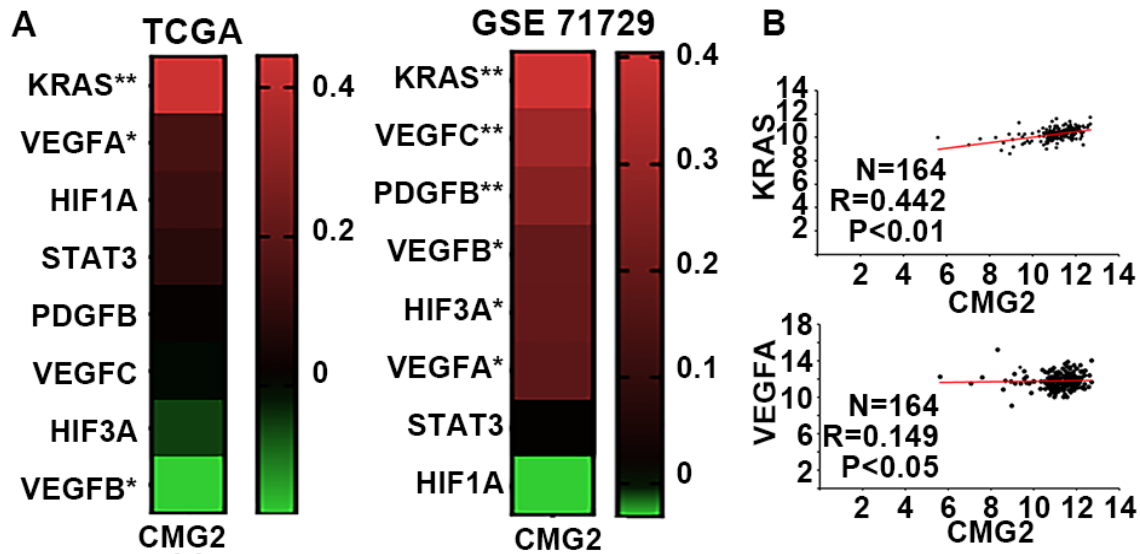 A
TCGA
KRAS**
VEGFA*
HIF1A
STAT3
PDGFB
VEGFC
HIF3A
VEGFB*
CMG2
0.4
0.2
0
GSE 71729
KRAS**
VEGFC**
PDGFB**
VEGFB*
HIF3A*
VEGFA*
STAT3
HIF1A
CMG2
0.4
0.3
0.2
0.1
0
B
KRAS
14
12
10
8
6
4
2
N=164
R=0.442
P<0.01
2 4 6 8 10 12 14
CMG2
VEGFA
18
14
12
10
8
6
4
2
N=164
R=0.149
P<0.05
2 4 6 8 10 12 14
CMG2